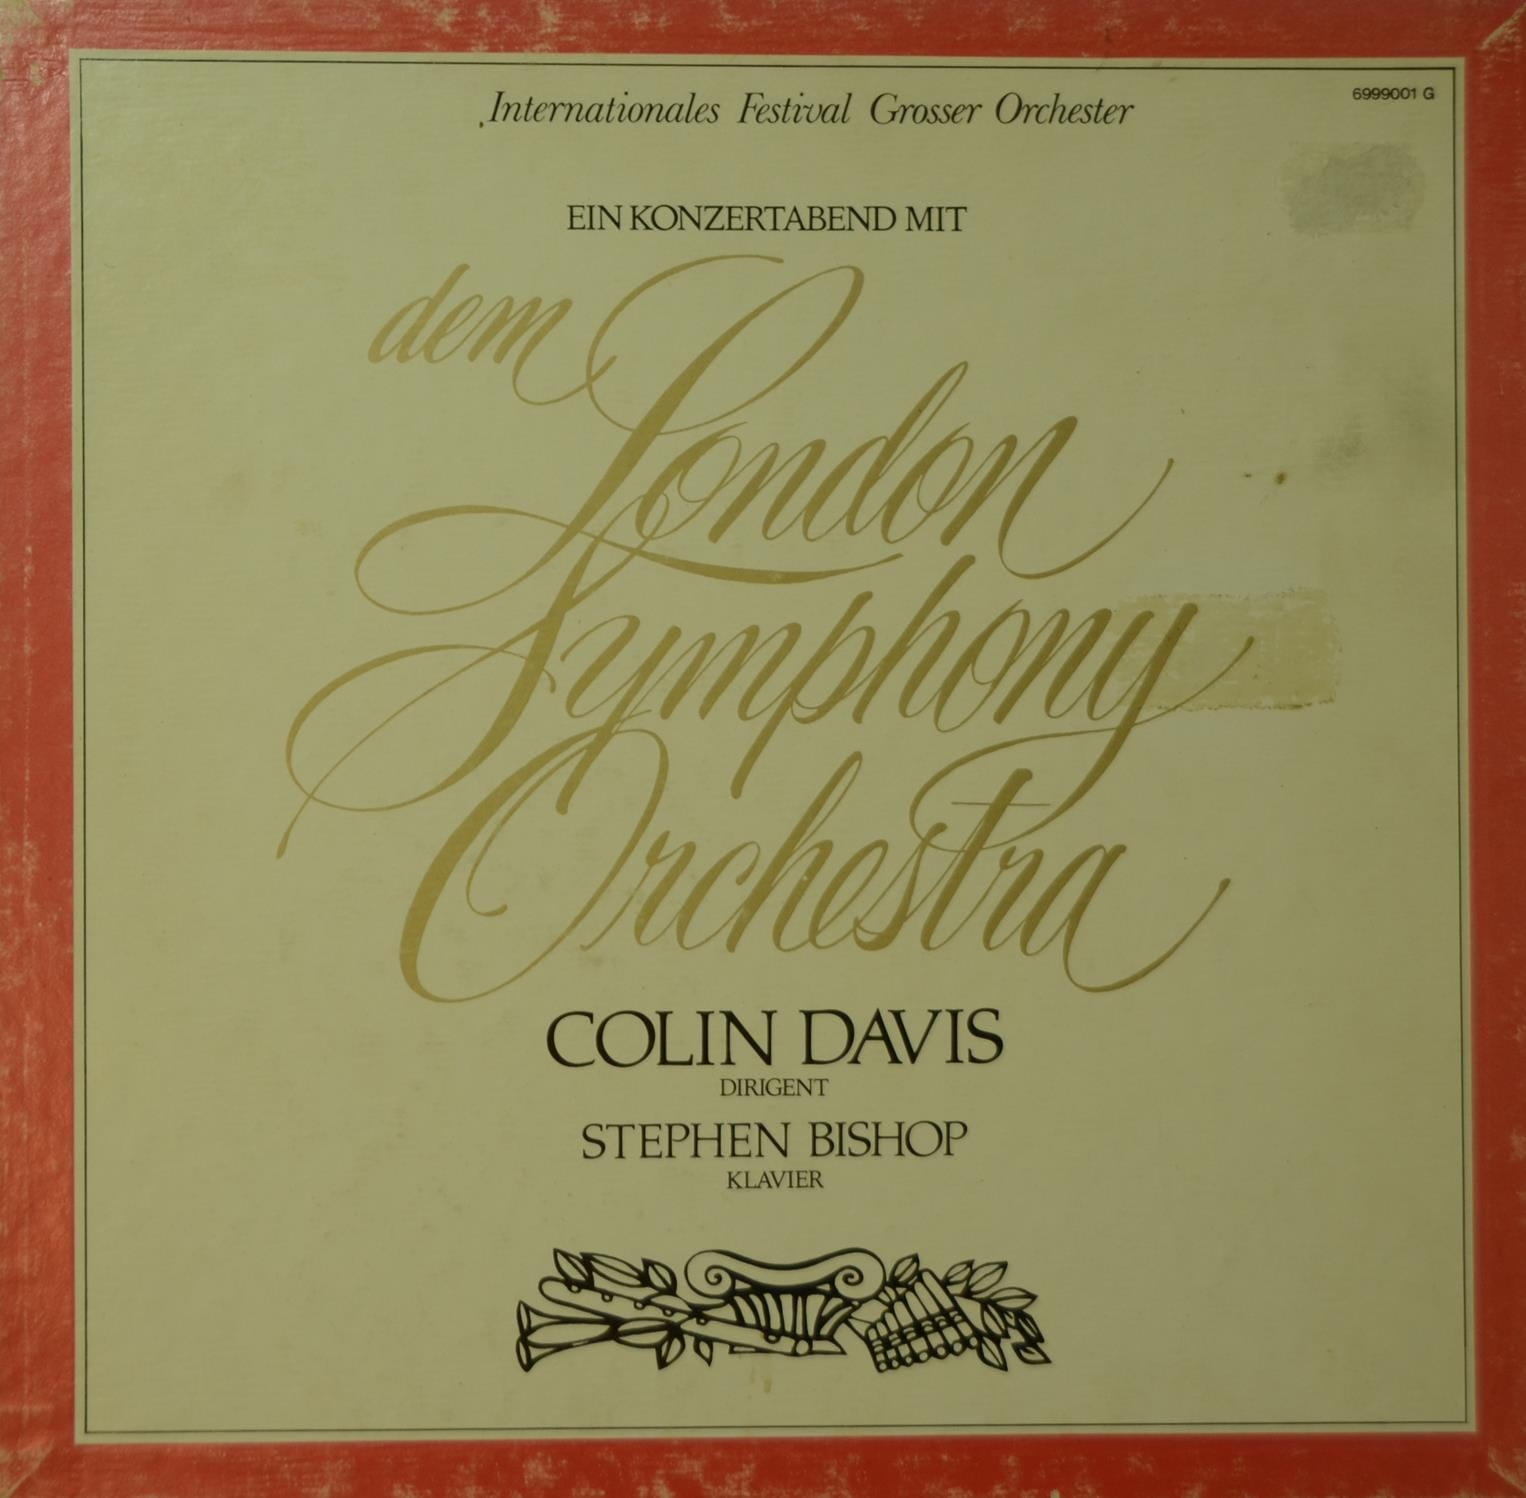 Internationales Festival Grosser Orchester
6999001 G
EIN KONZERTABEND MIT
dem London
Symphony
Orchestra
COLIN DAVIS
DIRIGENT
STEPHEN BISHOP
KLAVIER